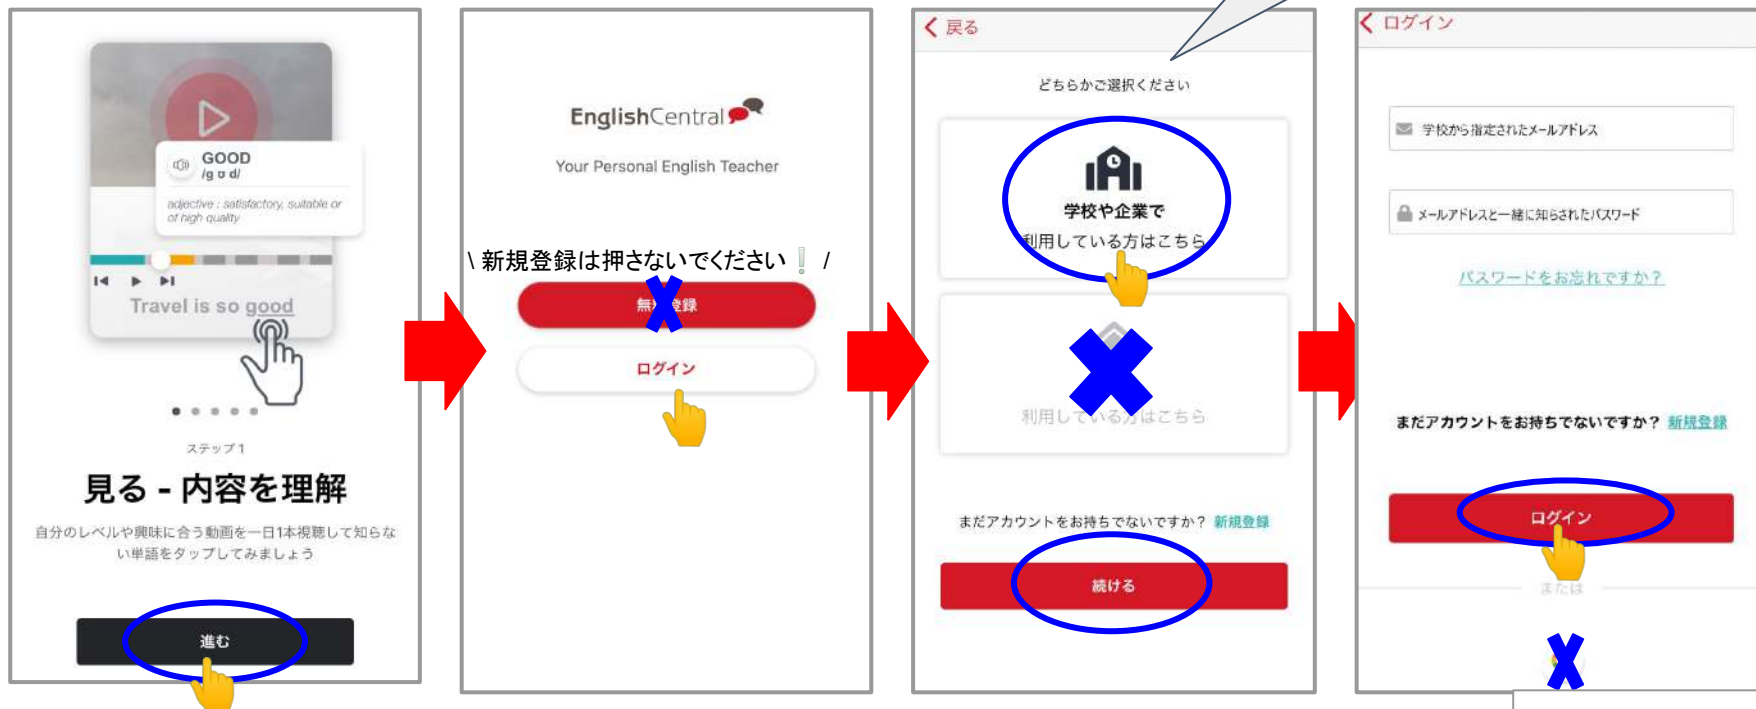 GOOD
/g ʊ d/
adjective : satisfactory, suitable or
of high quality
Travel is so good
ステップ1
見る - 内容を理解
自分のレベルや興味に合う動画を一日1本視聴して知らな
い単語をタップしてみましょう
進む
EnglishCentral
Your Personal English Teacher
\ 新規登録は押さないでください❕ /
無 登録
ログイン
戻る
どちらかご選択ください
学校や企業で
利用している方はこちら
利用している方はこちら
まだアカウントをお持ちでないですか? 新規登録
続ける
ログイン
学校から指定されたメールアドレス
メールアドレスと一緒に知らされたパスワード
パスワードをお忘れですか?
まだアカウントをお持ちでないですか? 新規登録
ログイン
または